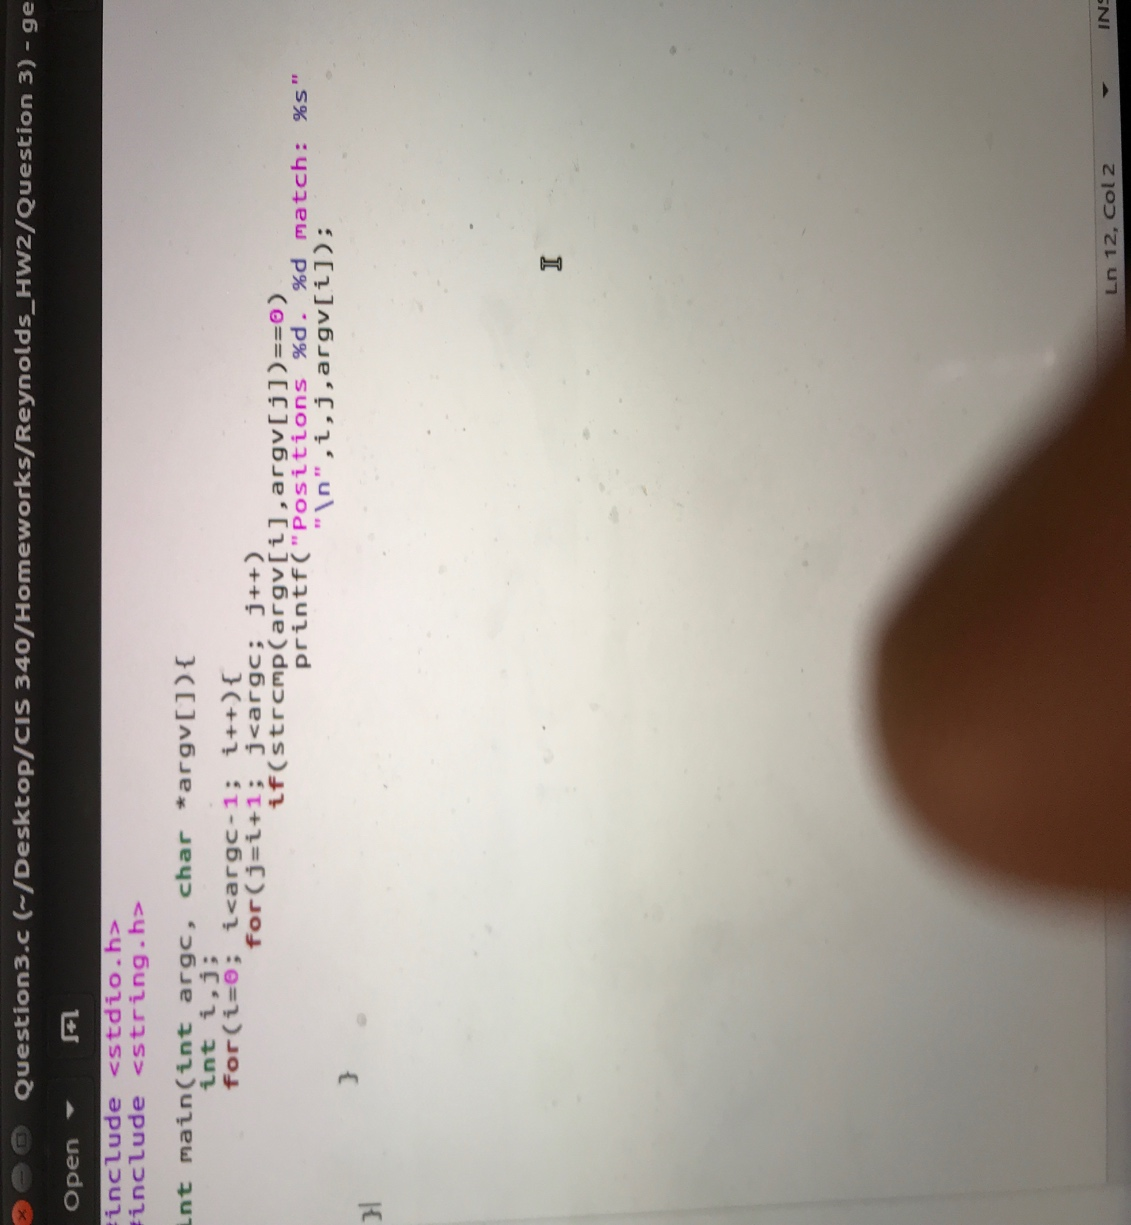 Question3.c (~/Desktop/CIS 340/Homeworks/Reynolds_HW2/Question 3) - ge
Open
#include <stdio.h>
#include <string.h>
int main(int argc, char *argv[]){
int i,j;
for(i=0; i<argc-1; i++){
for(j=i+1; j<argc; j++)
if(strcmp(argv[i],argv[j])==0)
printf("Positions %d. %d match: %s"
"\n",i,j,argv[i]);
}
}
Ln 12, Col 2
INS